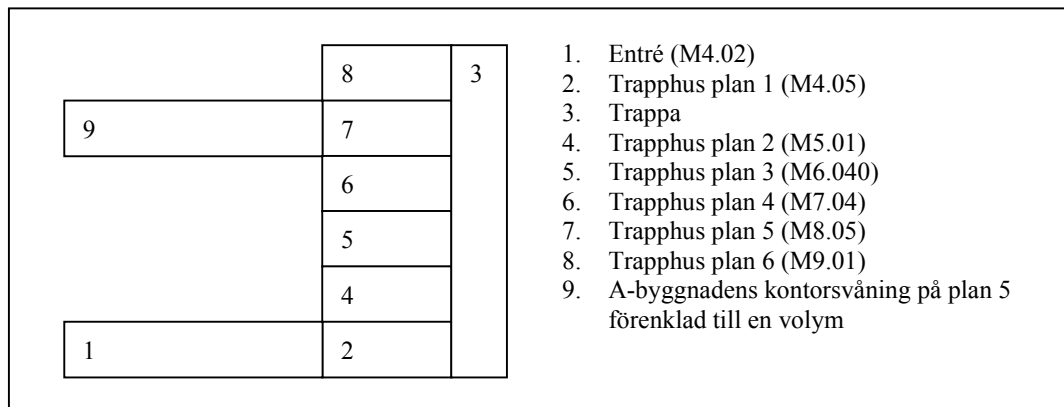 8
3
9
7
6
5
4
1
2
1. Entré (M4.02)
2. Trapphus plan 1 (M4.05)
3. Trappa
4. Trapphus plan 2 (M5.01)
5. Trapphus plan 3 (M6.040)
6. Trapphus plan 4 (M7.04)
7. Trapphus plan 5 (M8.05)
8. Trapphus plan 6 (M9.01)
9. A-byggnadens kontorsvåning på plan 5
förenklad till en volym